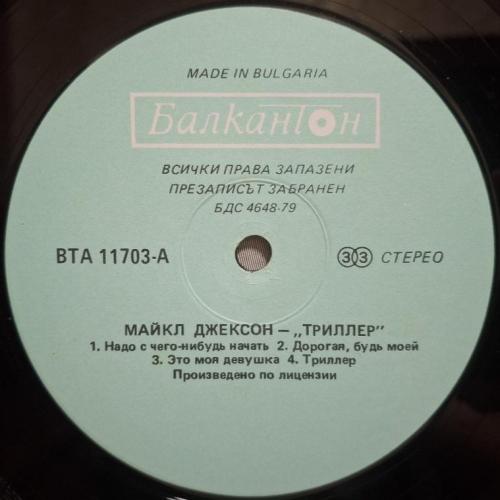 MADE IN BULGARIA
Балкантон
ВСИЧКИ ПРАВА ЗАПАЗЕНИ
ПРЕЗАПИСЪТ ЗАБРАНЕН
БДС 4648-79
ВТА 11703-А
33 СТЕРЕО
МАЙКЛ ДЖЕКСОН — „ТРИЛЛЕР"
1. Надо с чего-нибудь начать 2. Дорогая, будь моей
3. Это моя девушка 4. Триллер
Произведено по лицензии